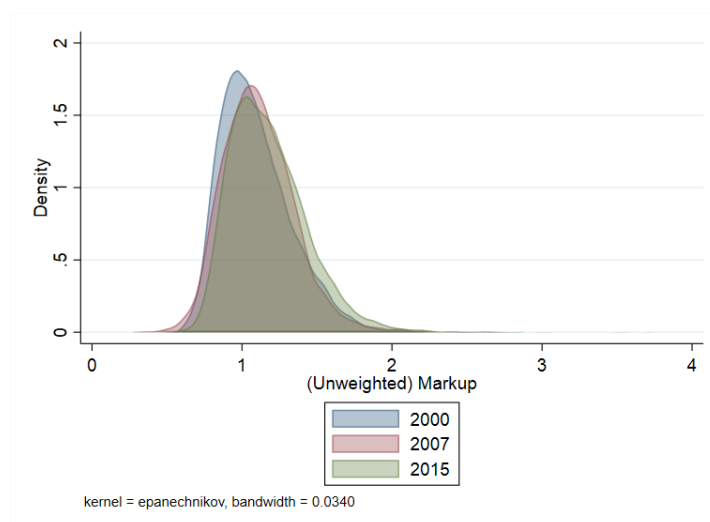 2
1.5
1
.5
0
Density
0 1 2 3 4
(Unweighted) Markup
2000
2007
2015
kernel = epanechnikov, bandwidth = 0.0340